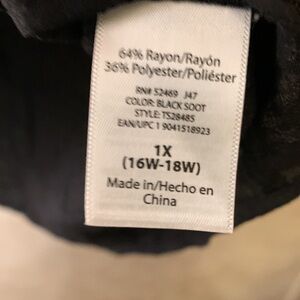 64% Rayon/Rayón
36% Polyester/Poliéster
RN# 52469 J47
COLOR: BLACK SOOT
STYLE: TS28485
EAN/UPC 1 9041518923
1X
(16W-18W)
Made in/Hecho en
China